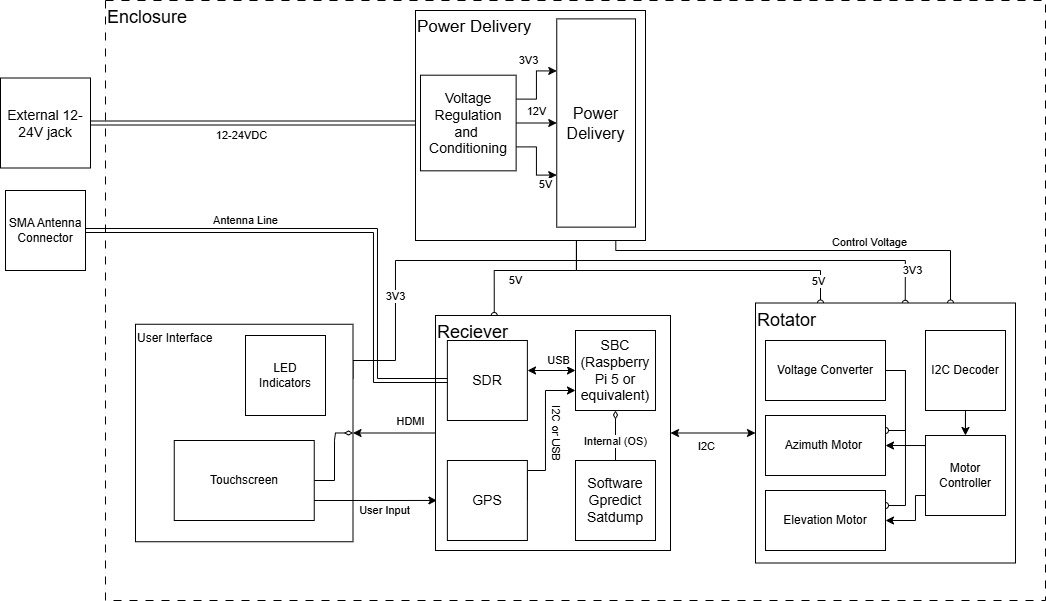 Enclosure
Power Delivery
3V3
Voltage
Regulation
and
Conditioning
12V
Power
Delivery
5V
External 12-
24V jack
12-24VDC
SMA Antenna
Connector
Antenna Line
Control Voltage
5V
3V3
5V
3V3
User Interface
LED
Indicators
Touchscreen
HDMI
User Input
Reciever
SDR
USB
SBC
(Raspberry
Pi 5 or
equivalent)
I2C or USB
Internal (OS)
GPS
Software
Gpredict
Satdump
I2C
Rotator
Voltage Converter
I2C Decoder
Azimuth Motor
Motor
Controller
Elevation Motor